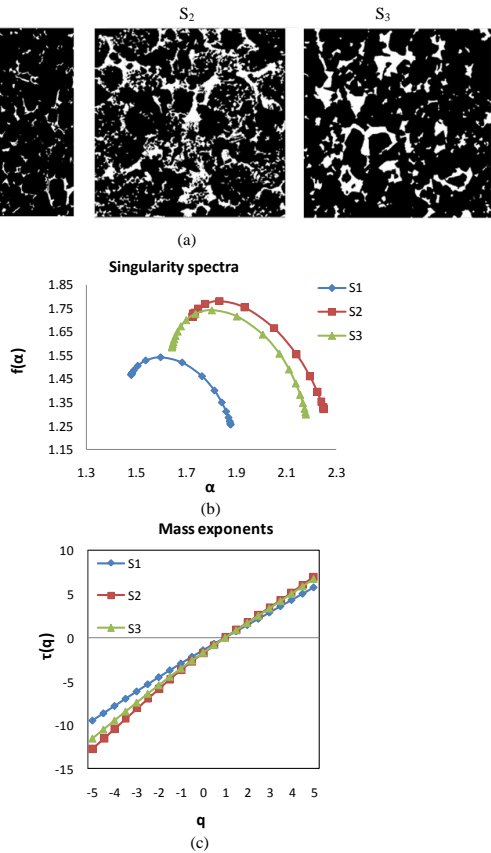 S2 S3
(a)
Singularity spectra
f(α)
1.85
1.75
1.65
1.55
1.45
1.35
1.25
1.15
1.3 1.5 1.7 1.9 2.1 2.3
α
S1
S2
S3
(b)
Mass exponents
τ(q)
10
5
0
-5
-10
-15
S1
S2
S3
-5 -4 -3 -2 -1 0 1 2 3 4 5
q
(c)